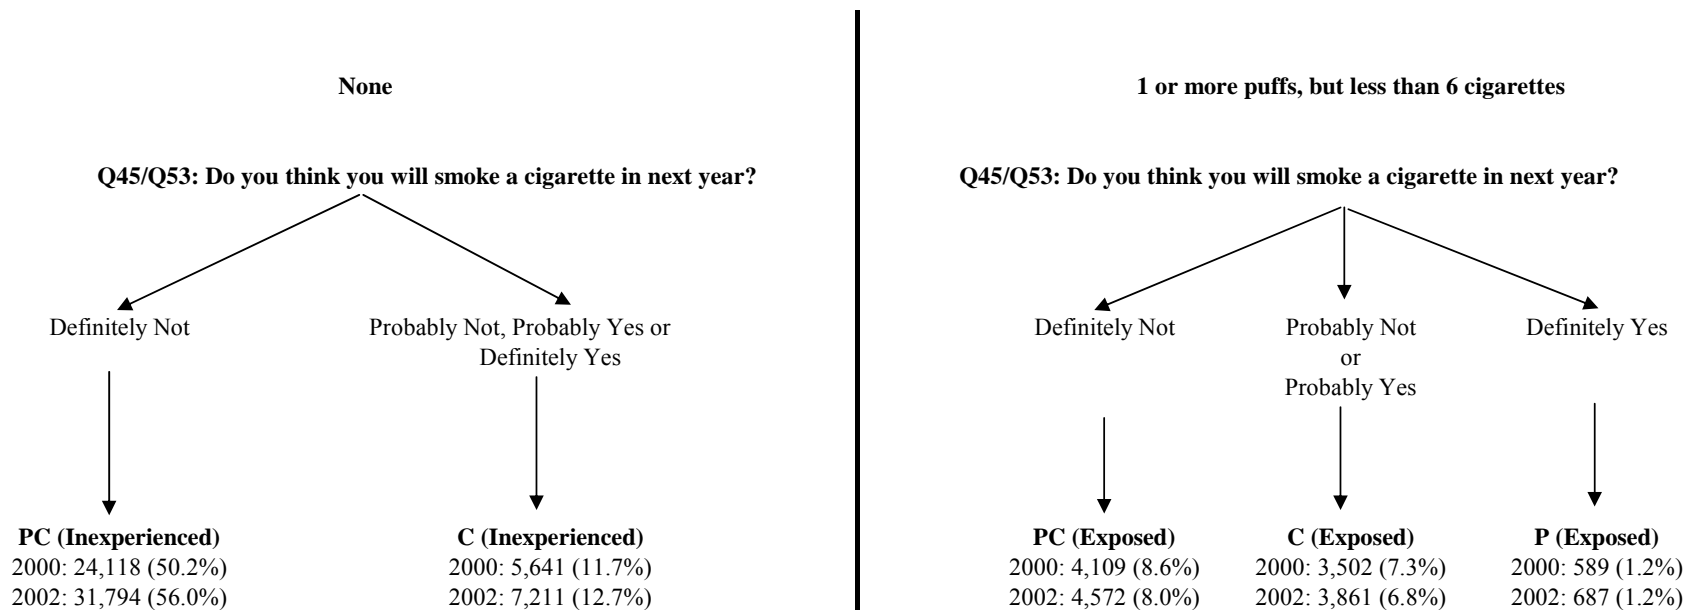 None
Q45/Q53: Do you think you will smoke a cigarette in next year?
Definitely Not
Probably Not, Probably Yes or
Definitely Yes
PC (Inexperienced)
2000: 24,118 (50.2%)
2002: 31,794 (56.0%)
C (Inexperienced)
2000: 5,641 (11.7%)
2002: 7,211 (12.7%)
1 or more puffs, but less than 6 cigarettes
Q45/Q53: Do you think you will smoke a cigarette in next year?
Definitely Not
Probably Not
or
Probably Yes
Definitely Yes
PC (Exposed)
2000: 4,109 (8.6%)
2002: 4,572 (8.0%)
C (Exposed)
2000: 3,502 (7.3%)
2002: 3,861 (6.8%)
P (Exposed)
2000: 589 (1.2%)
2002: 687 (1.2%)